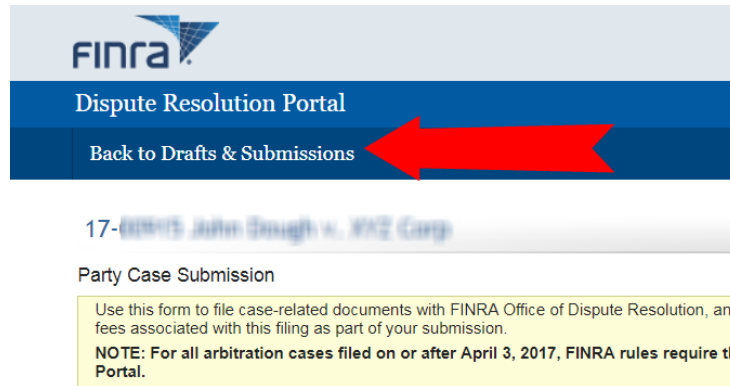 FINRA
Dispute Resolution Portal
Back to Drafts & Submissions
17-
Party Case Submission
Use this form to file case-related documents with FINRA Office of Dispute Resolution, an
fees associated with this filing as part of your submission.
NOTE: For all arbitration cases filed on or after April 3, 2017, FINRA rules require t
Portal.